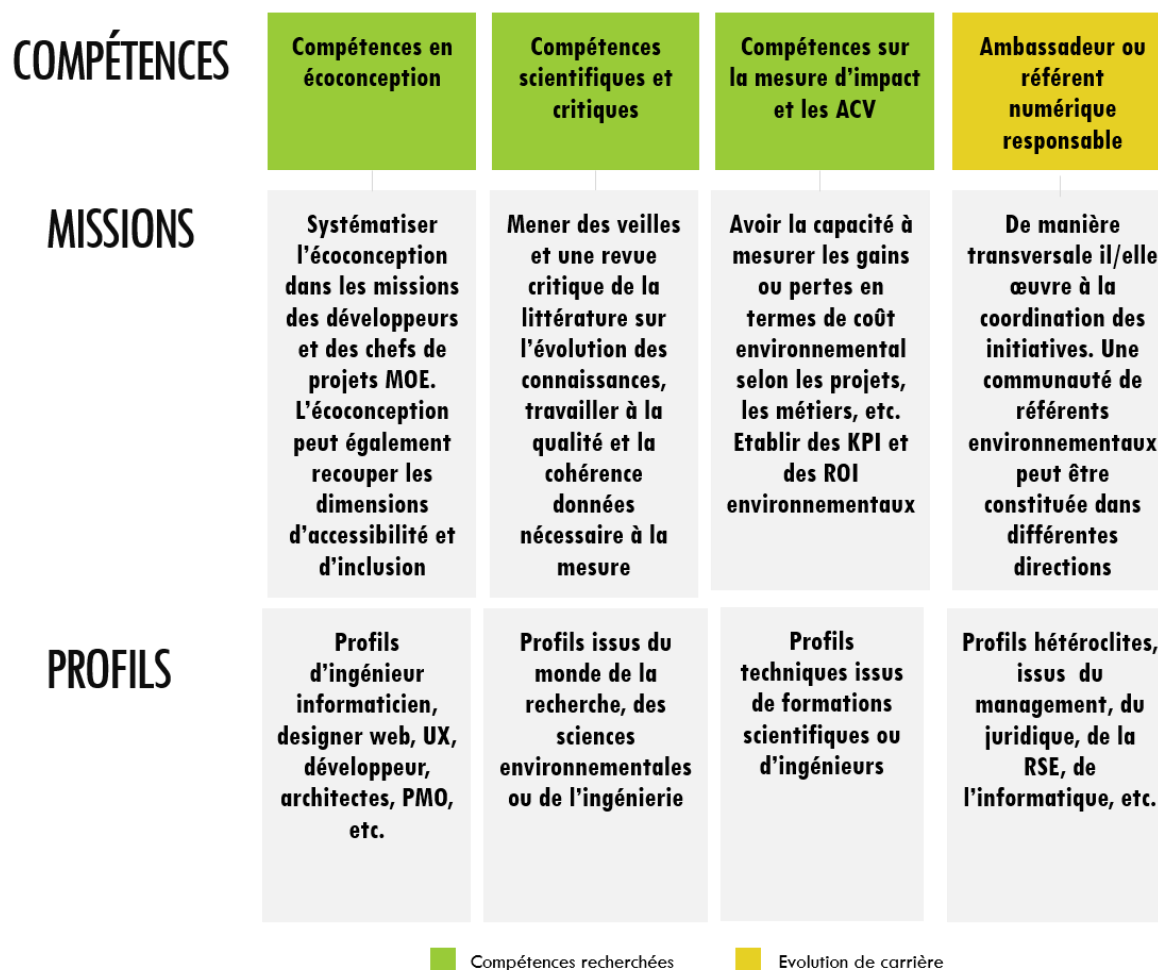 COMPÉTENCES
Compétences en
écoconception
Compétences
scientifiques et
critiques
Compétences sur
la mesure d'impact
et les ACV
Ambassadeur ou
référent
numérique
responsable
MISSIONS
Systématiser
l'écoconception
dans les missions
des développeurs
et des chefs de
projets MOE.
L'écoconception
peut également
recouper les
dimensions
d'accessibilité et
d'inclusion
Mener des veilles
et une revue
critique de la
littérature sur
l'évolution des
connaissances,
travailler à la
qualité et la
cohérence
données
nécessaire à la
mesure
Avoir la capacité à
mesurer les gains
ou pertes en
termes de coût
environnemental
selon les projets,
les métiers, etc.
Etablir des KPI et
des ROI
environnementaux
De manière
transversale il/elle
œuvre à la
coordination des
initiatives. Une
communauté de
référents
environnementaux
peut être
constituée dans
différentes
directions
PROFILS
Profils
d'ingénieur
informaticien,
designer web, UX,
développeur,
architectes, PMO,
etc.
Profils issus du
monde de la
recherche, des
sciences
environnementales
ou de l'ingénierie
Profils
techniques issus
de formations
scientifiques ou
d'ingénieurs
Profils hétéroclites,
issus du
management, du
juridique, de la
RSE, de
l'informatique, etc.
Compétences recherchées
Evolution de carrière